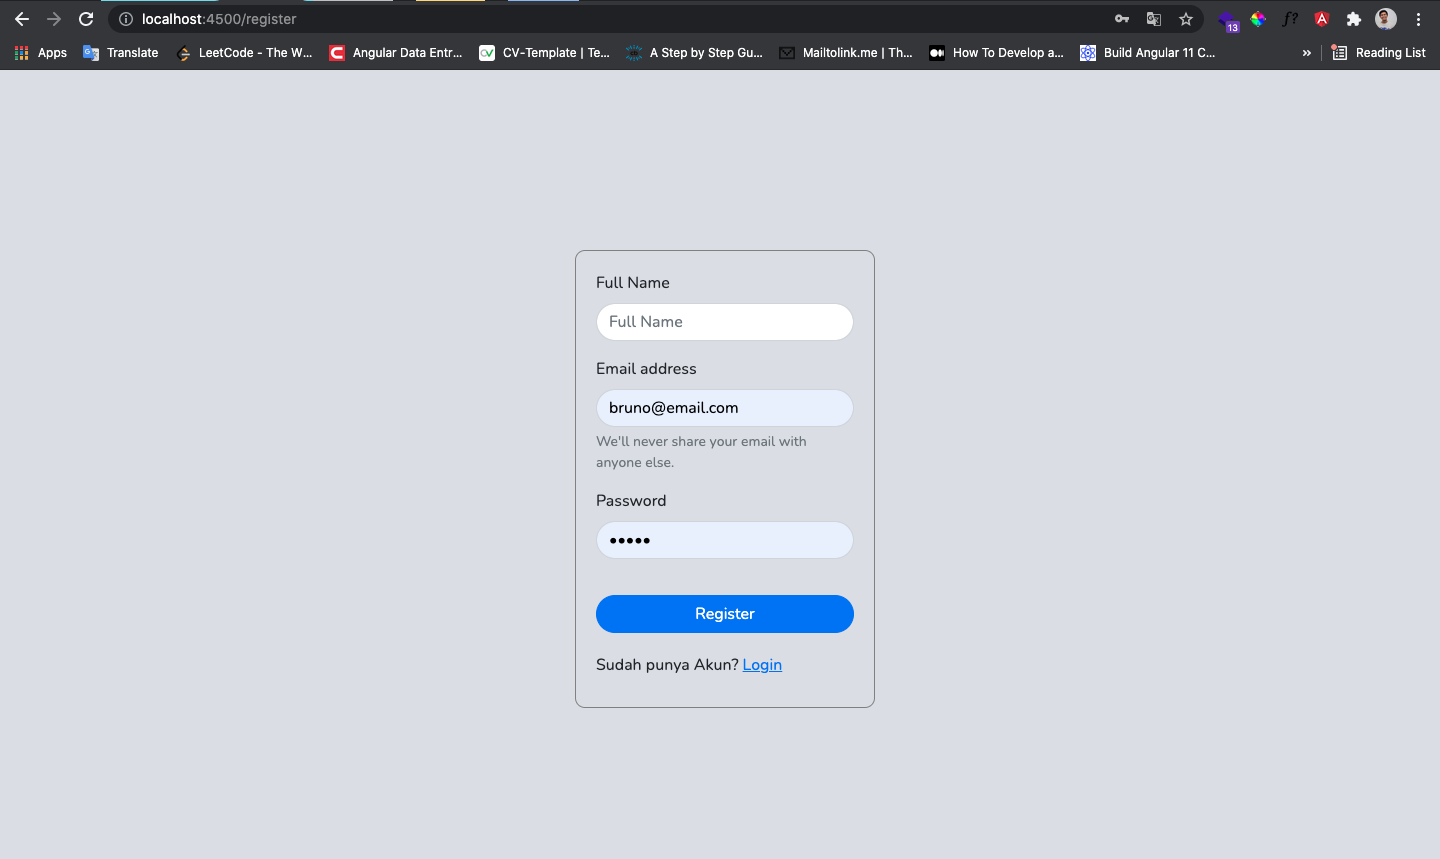 localhost:4500/register
13
f?
Apps
Translate
LeetCode - The W...
Angular Data Entr...
CV-Template | Te...
A Step by Step Gu...
Mailtolink.me | Th...
How To Develop a...
Build Angular 11 C...
»
Reading List
Full Name
Full Name
Email address
bruno@email.com
We'll never share your email with
anyone else.
Password
•••••
Register
Sudah punya Akun? Login